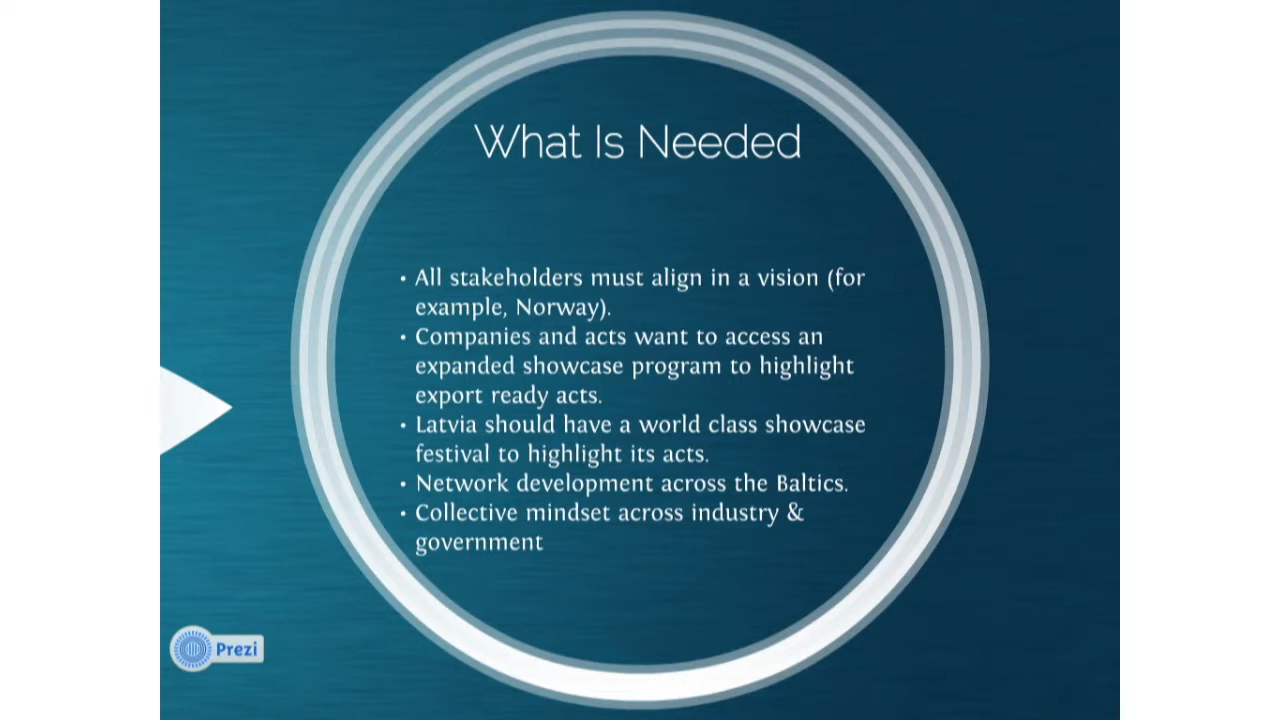 What Is Needed
• All stakeholders must align in a vision (for
example, Norway).
• Companies and acts want to access an
expanded showcase program to highlight
export ready acts.
• Latvia should have a world class showcase
festival to highlight its acts.
• Network development across the Baltics.
• Collective mindset across industry &
government
Prezi